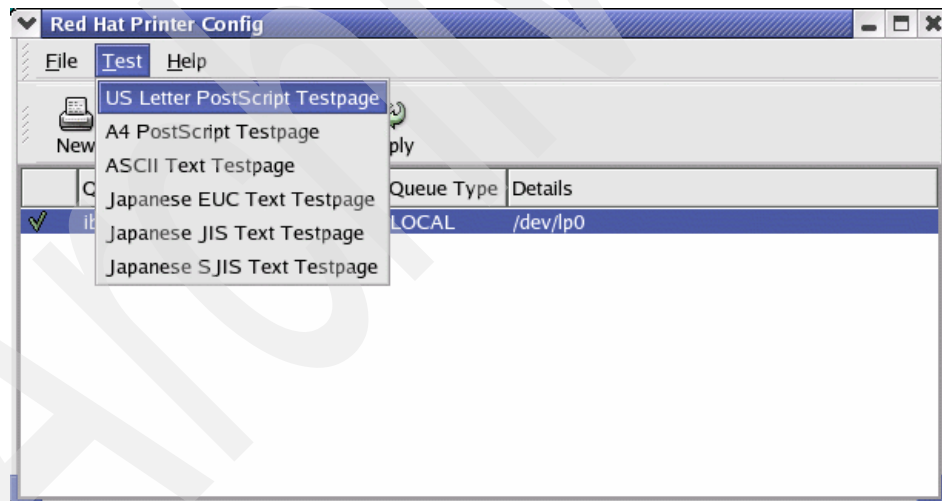 Red Hat Printer Config
File Test Help
US Letter PostScript Testpage
A4 PostScript Testpage
ASCII Text Testpage
Japanese EUC Text Testpage
Japanese JIS Text Testpage
Japanese SJIS Text Testpage
New
Queue Type Details
LOCAL /dev/lp0